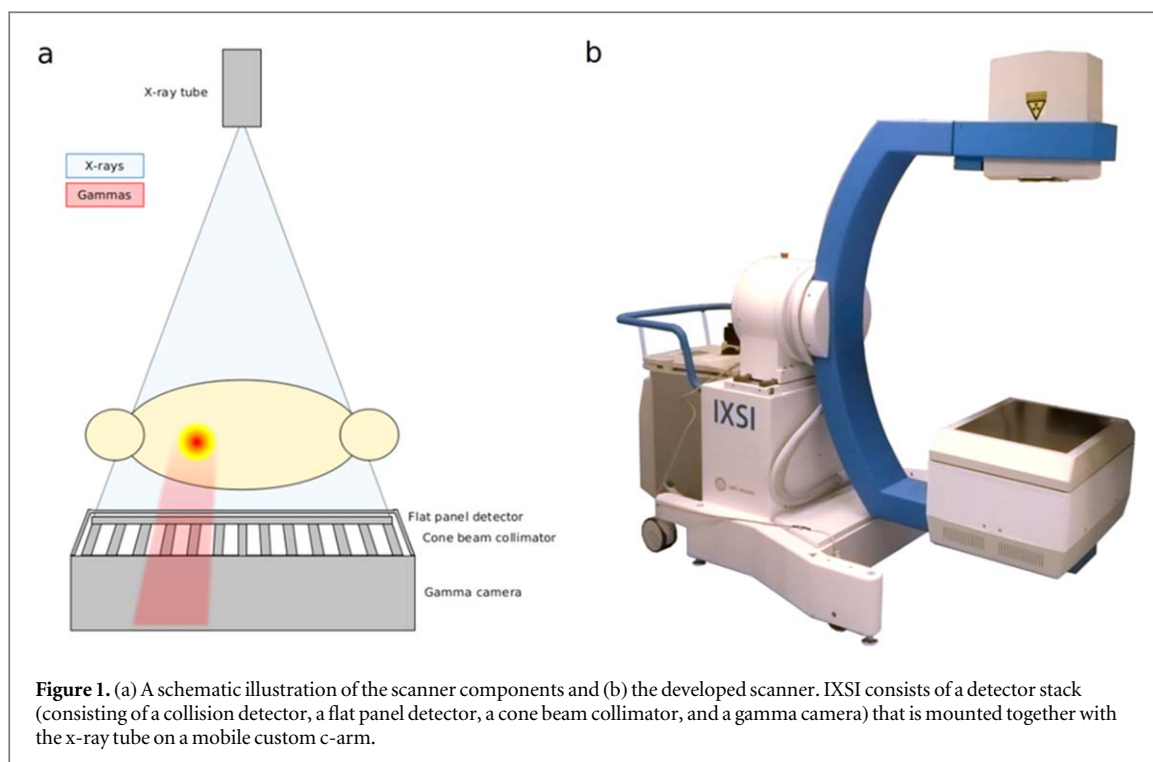 a
b
X-ray tube
X-rays
Gammas
Flat panel detector
Cone beam collimator
Gamma camera
IXSI
Figure 1. (a) A schematic illustration of the scanner components and (b) the developed scanner. IXSI consists of a detector stack
(consisting of a collision detector, a flat panel detector, a cone beam collimator, and a gamma camera) that is mounted together with
the x-ray tube on a mobile custom c-arm.